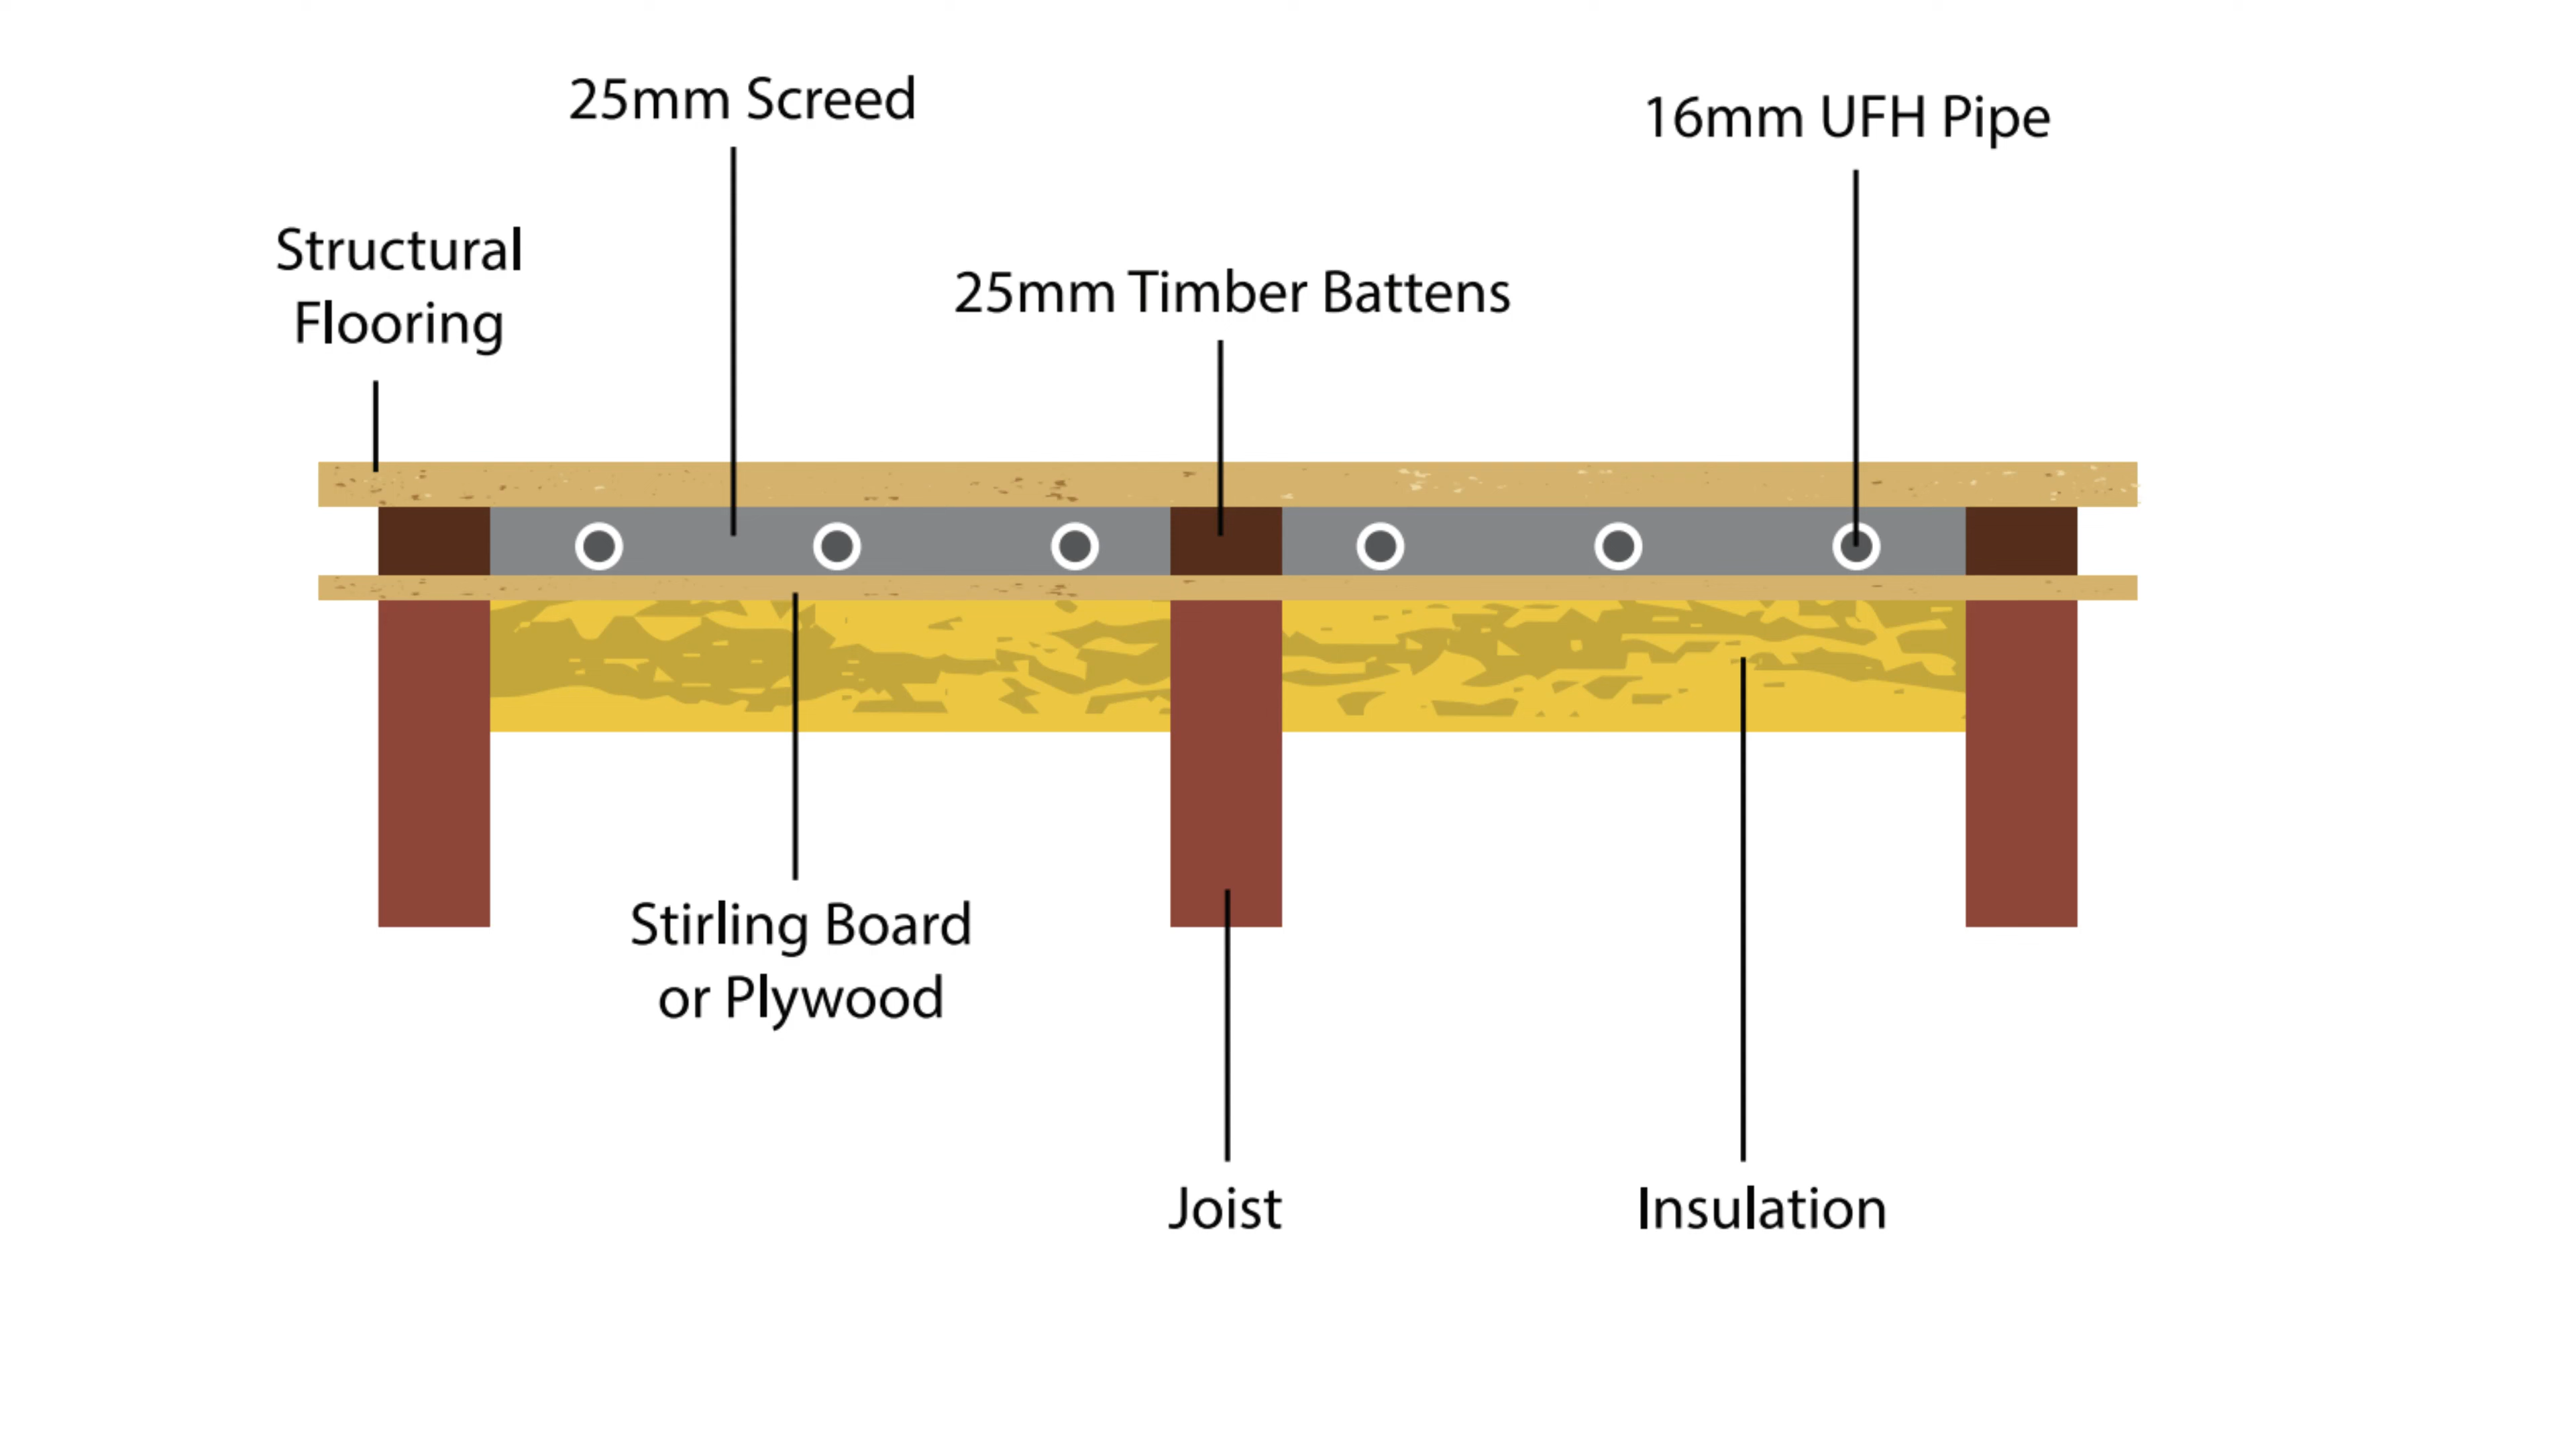 25mm Screed
16mm UFH Pipe
Structural
Flooring
25mm Timber Battens
Stirling Board
or Plywood
Joist
Insulation